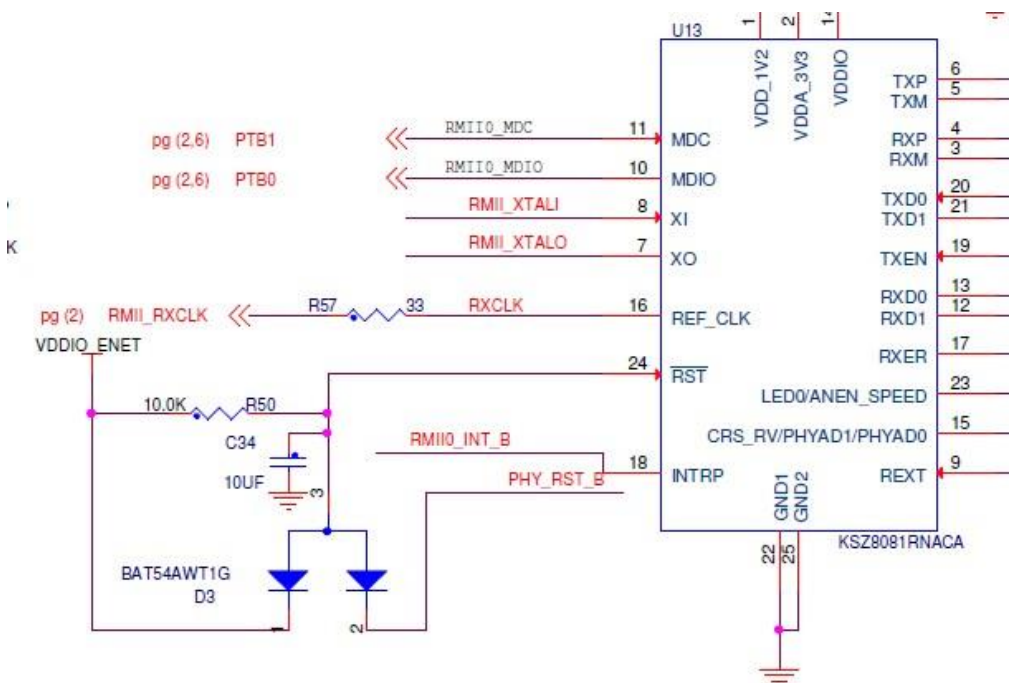 U13
1
2
14
VDD_1V2
VDDA_3V3
VDDIO
TXP 6
TXM 5
pg (2,6) PTB1 RMII0_MDC 11 MDC
RXP 4
RXM 3
pg (2,6) PTB0 RMII0_MDIO 10 MDIO
TXD0 20
RMII_XTALI 8 XI
TXD1 21
K
RMII_XTALO 7 XO
TXEN 19
RXD0 13
pg (2) RMII_RXCLK R57 33 RXCLK 16 REF_CLK
RXD1 12
VDDIO_ENET
RXER 17
24 RST
LED0/ANEN_SPEED 23
10.0K R50
C34
RMII0_INT_B
CRS_RV/PHYAD1/PHYAD0 15
10UF
18 INTRP
REXT 9
3
PHY_RST_B
GND1
GND2
22
25
KSZ8081RNACA
BAT54AWT1G
D3
1
2